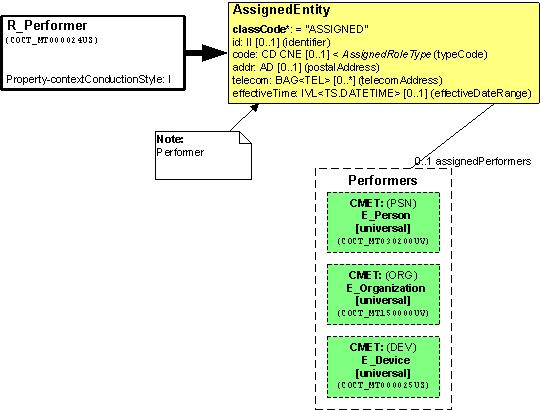 R_Performer
(COCT_MT000024US)
Property-contextConductionStyle: I
AssignedEntity
classCode*: = "ASSIGNED"
id: II [0..1] (identifier)
code: CD CNE [0..1] < AssignedRoleType (typeCode)
addr: AD [0..1] (postalAddress)
telecom: BAG<TEL> [0..*] (telecomAddress)
effectiveTime: IVL<TS.DATETIME> [0..1] (effectiveDateRange)
Note:
Performer
0..1 assignedPerformers
Performers
CMET: (PSN)
E_Person
[universal]
(COCT_MT030200UV)
CMET: (ORG)
E_Organization
[universal]
(COCT_MT150000UV)
CMET: (DEV)
E_Device
[universal]
(COCT_MT000025US)